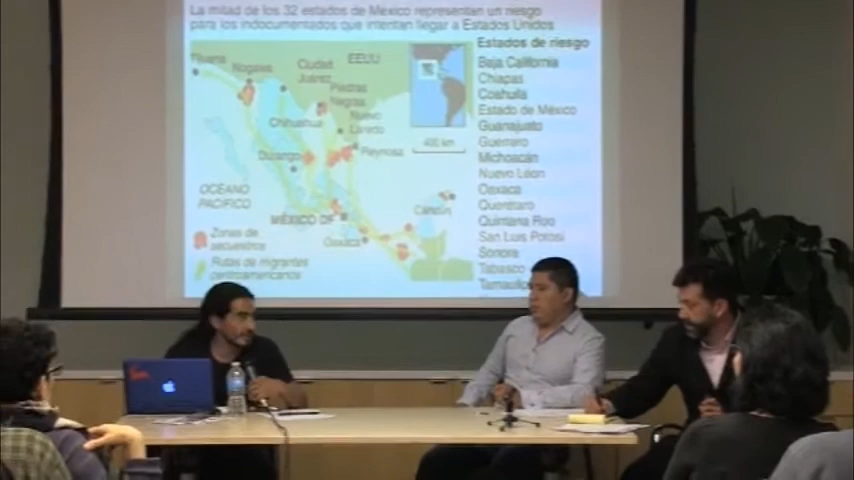 La mitad de los 32 estados de México representan un riesgo
para los indocumentados que intentan llegar a Estados Unidos
Estados de riesgo
Tijuana
Nogales
Ciudad
Juárez
EEUU
Piedras
Negras
Nuevo
Laredo
Chihuahua
Durango
Reynosa
400 km
OCEANO
PACIFICO
MÉXICO DF
Cancún
Oaxaca
Zonas de
secuestros
Rutas de migrantes
centroamericanos
Baja California
Chiapas
Coahuila
Estado de México
Guanajuato
Guerrero
Michoacán
Nuevo León
Oaxaca
Querétaro
Quintana Roo
San Luis Potosí
Sonora
Tabasco
Tamaulipas